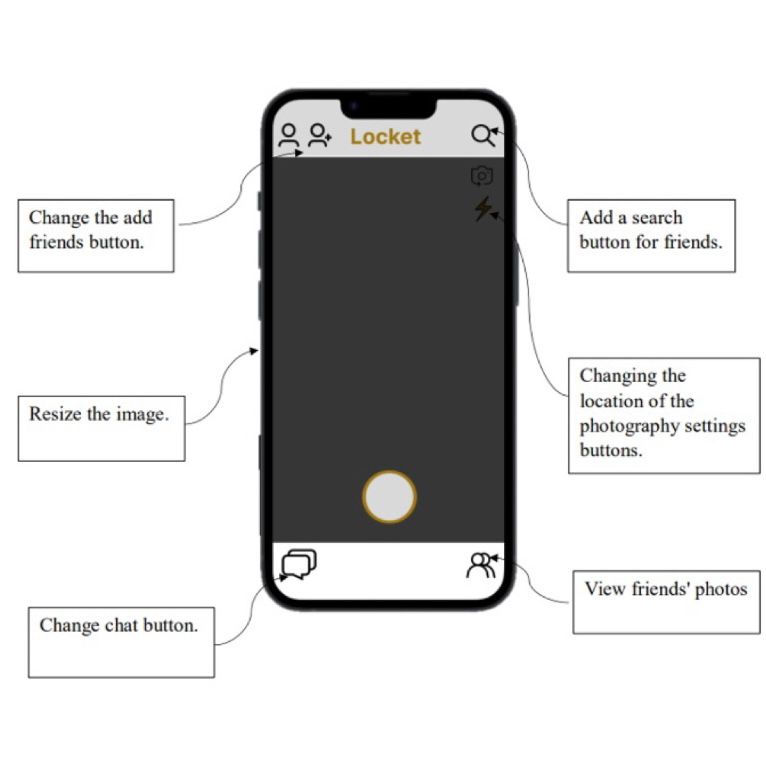 Locket
Change the add
friends button.
Add a search
button for friends.
Resize the image.
Changing the
location of the
photography settings
buttons.
Change chat button.
View friends' photos